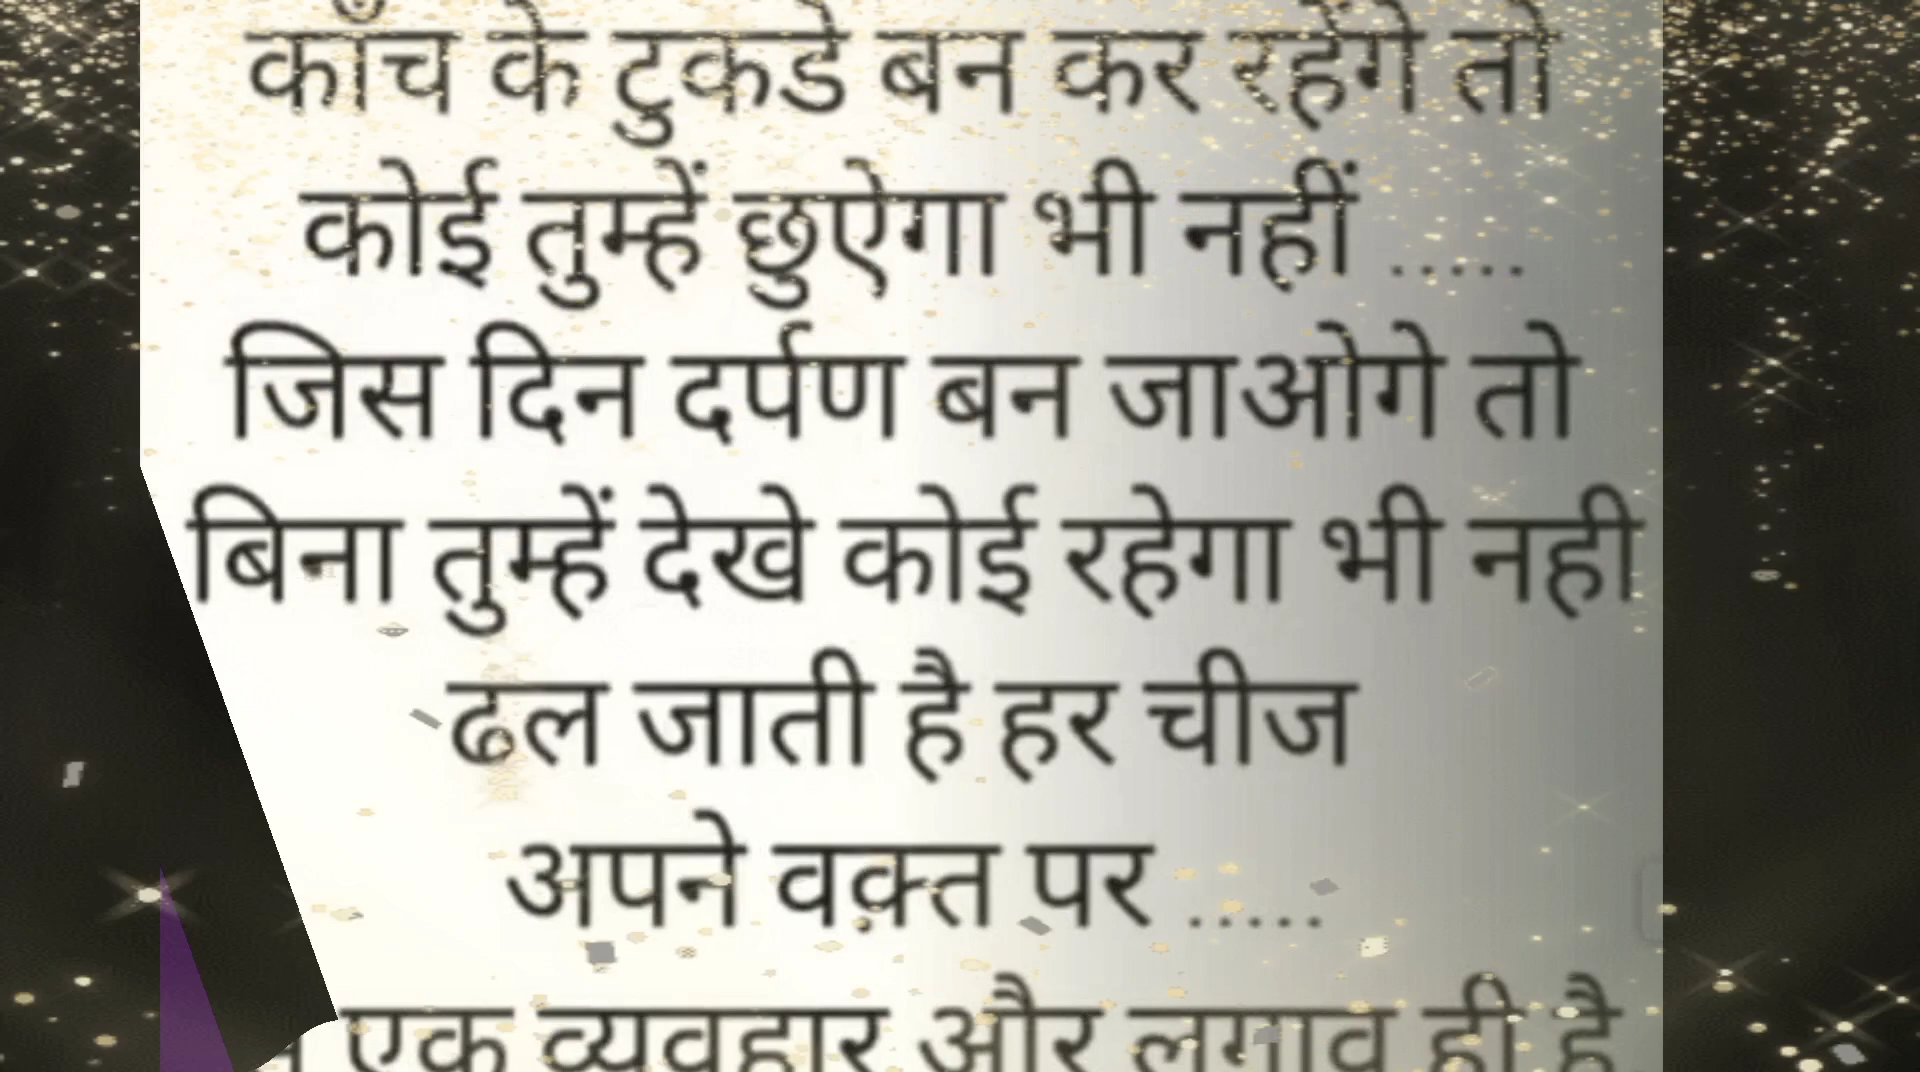 काँच के टुकडे बन कर रहेंगे तो
कोई तुम्हें छुऐगा भी नहीं .....
जिस दिन दर्पण बन जाओगे तो
बिना तुम्हें देखे कोई रहेगा भी नही
ढल जाती है हर चीज
अपने वक़्त पर .....
एक व्यवहार और लगाव ही है